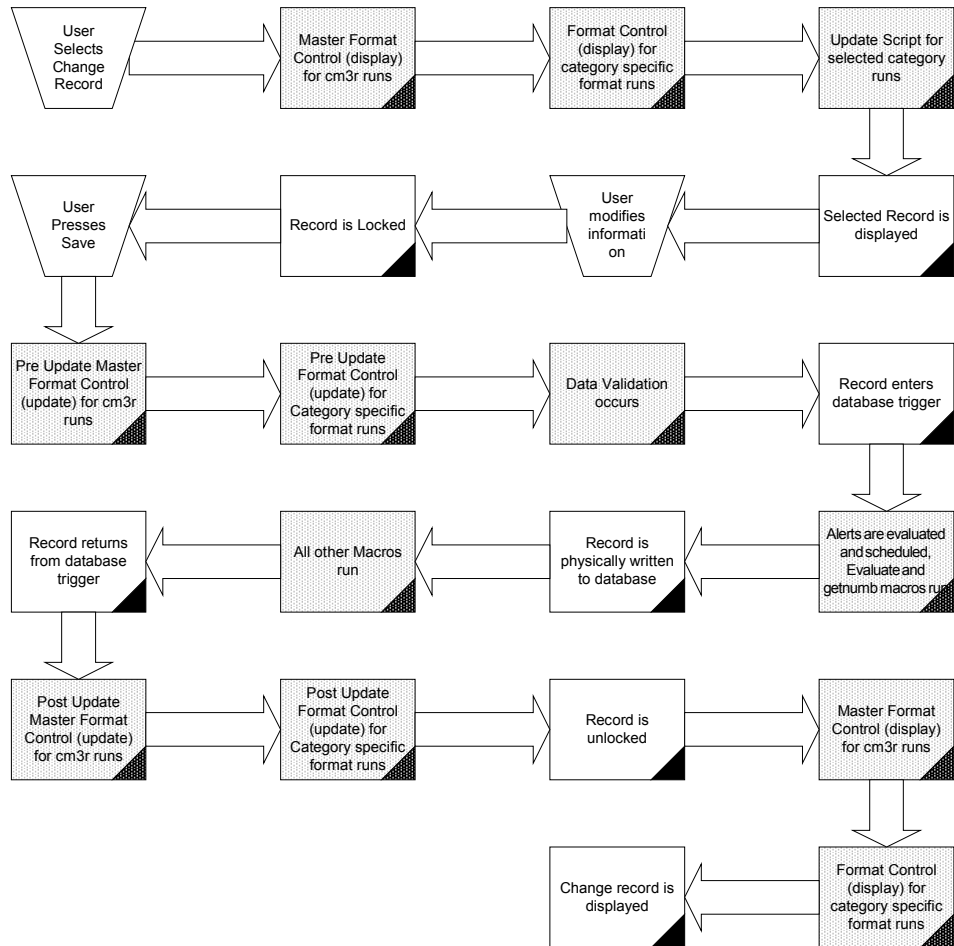 User
Selects
Change
Record
Master Format
Control (display)
for cm3r runs
Format Control
(display) for
category specific
format runs
Update Script for
selected category
runs
Selected Record is
displayed
User
modifies
informati
on
Record is Locked
User
Presses
Save
Pre Update Master
Format Control
(update) for cm3r
runs
Pre Update
Format Control
(update) for
Category specific
format runs
Data Validation
occurs
Record enters
database trigger
Alerts are evaluated
and scheduled,
Evaluate and
getnumb macros run
Record is
physically written
to database
All other Macros
run
Record returns
from database
trigger
Post Update
Master Format
Control (update)
for cm3r runs
Post Update
Format Control
(update) for
Category specific
format runs
Record is
unlocked
Master Format
Control (display)
for cm3r runs
Format Control
(display) for
category specific
format runs
Change record is
displayed